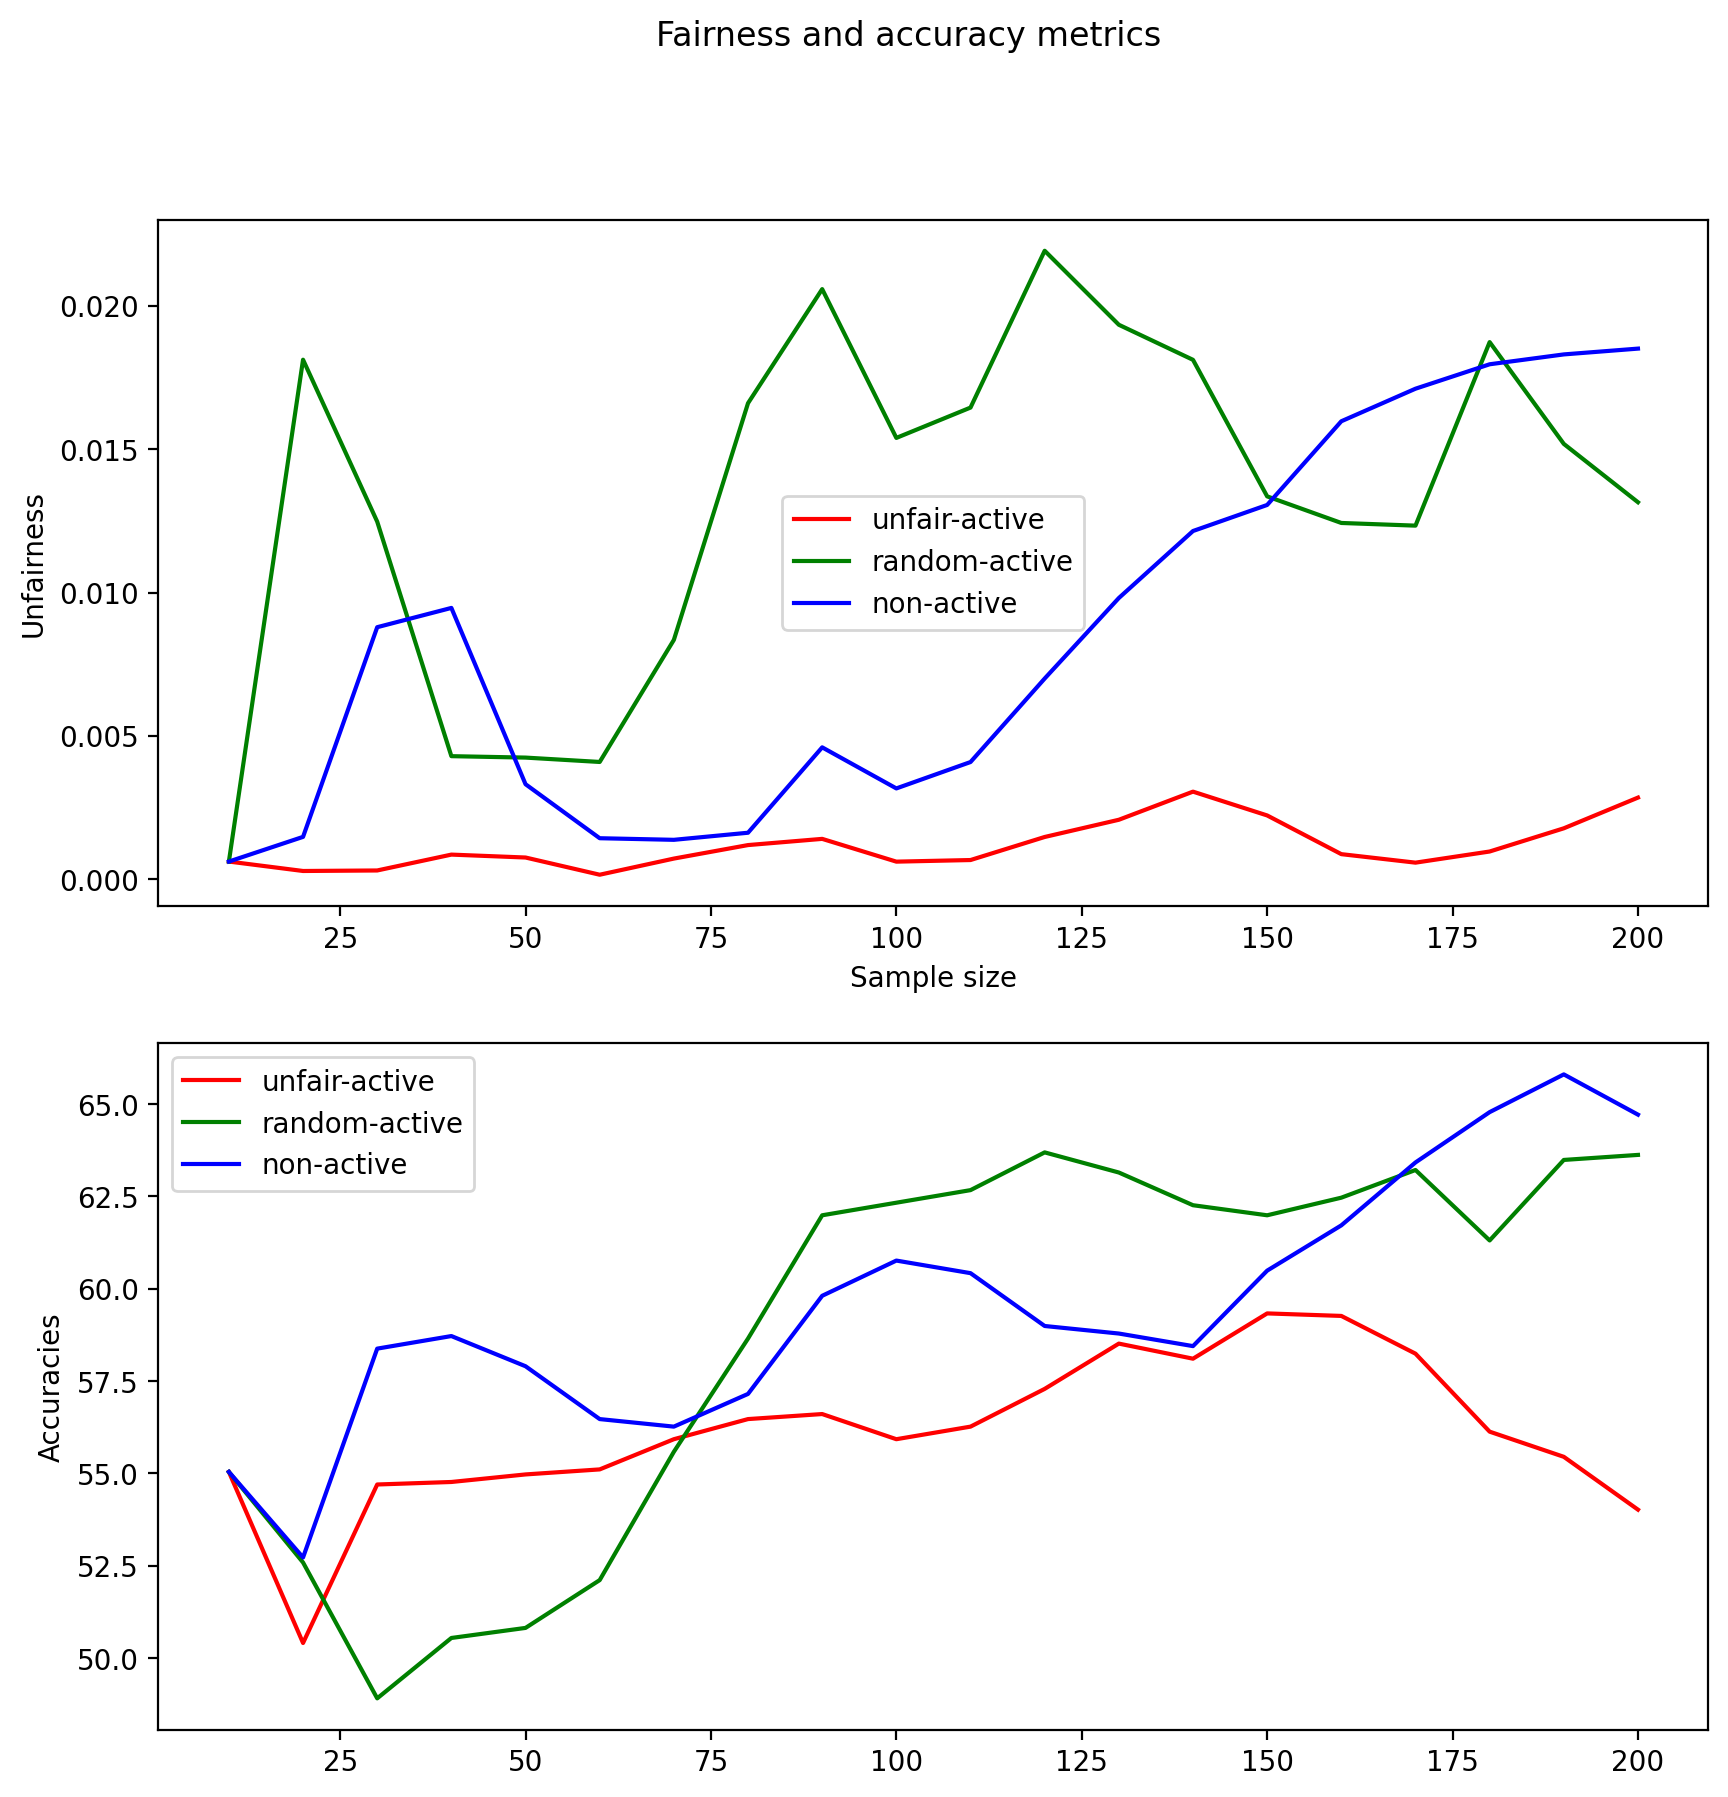 Fairness and accuracy metrics
0.020
0.015
0.010
0.005
0.000
Unfairness
unfair-active
random-active
non-active
25 50 75 100 125 150 175 200
Sample size
65.0
62.5
60.0
57.5
55.0
52.5
50.0
Accuracies
unfair-active
random-active
non-active
25 50 75 100 125 150 175 200